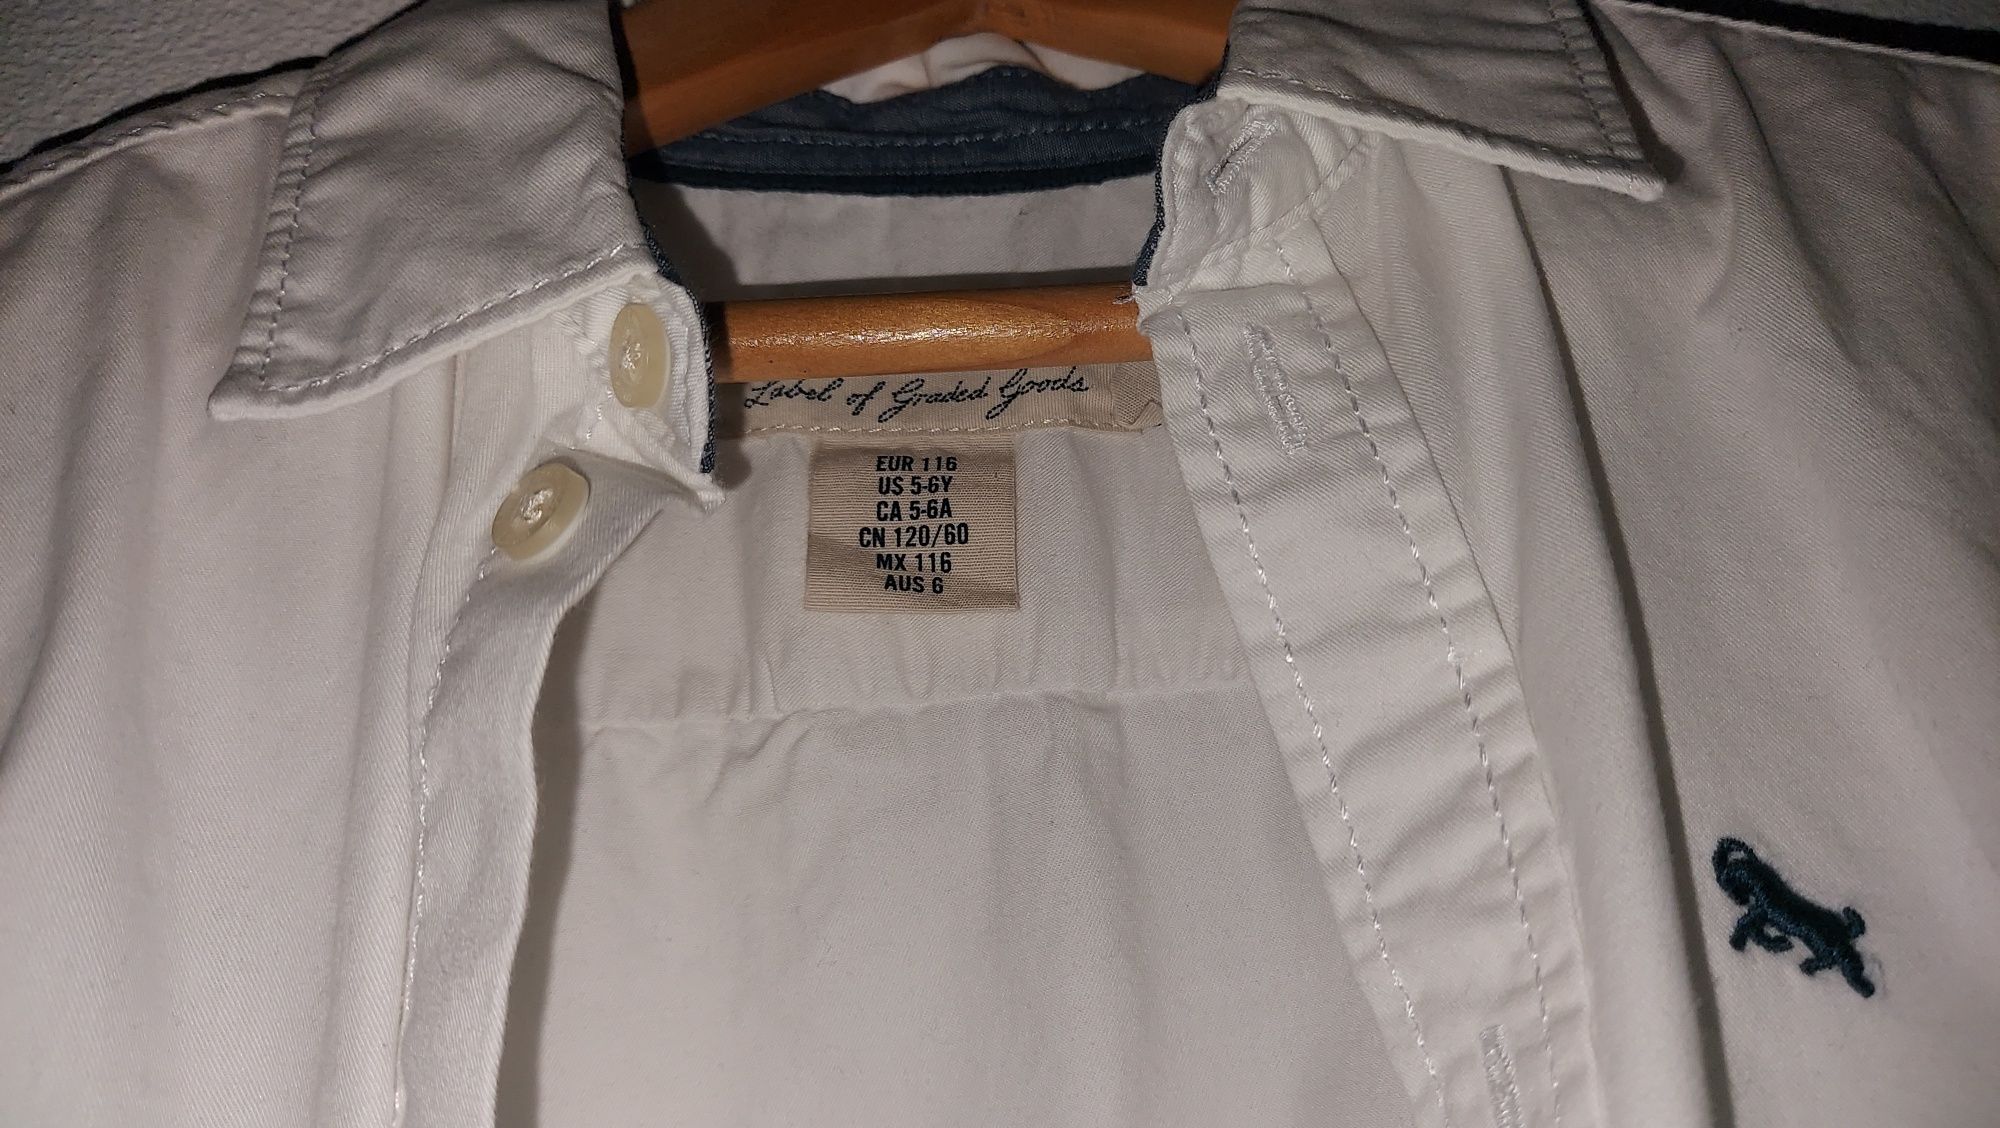 Label of Graded Goods
EUR 116
US 5-6Y
CA 5-6A
CN 120/60
MX 116
AUS 6